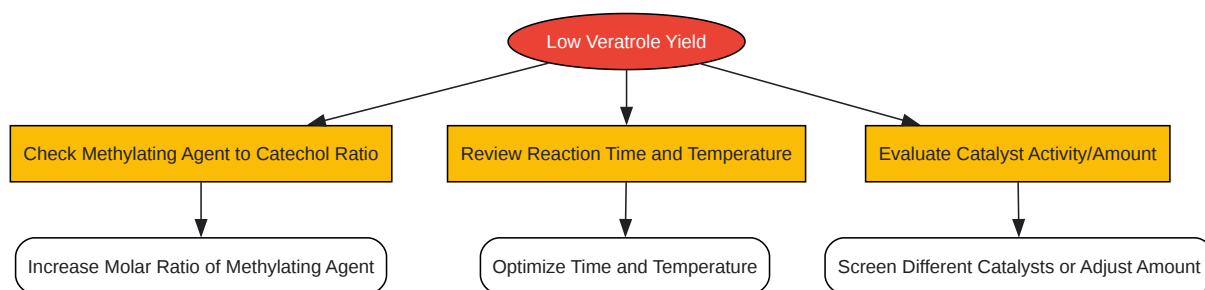 Low Veratrole Yield
Check Methylating Agent to Catechol Ratio
Review Reaction Time and Temperature
Evaluate Catalyst Activity/Amount
Increase Molar Ratio of Methylating Agent
Optimize Time and Temperature
Screen Different Catalysts or Adjust Amount